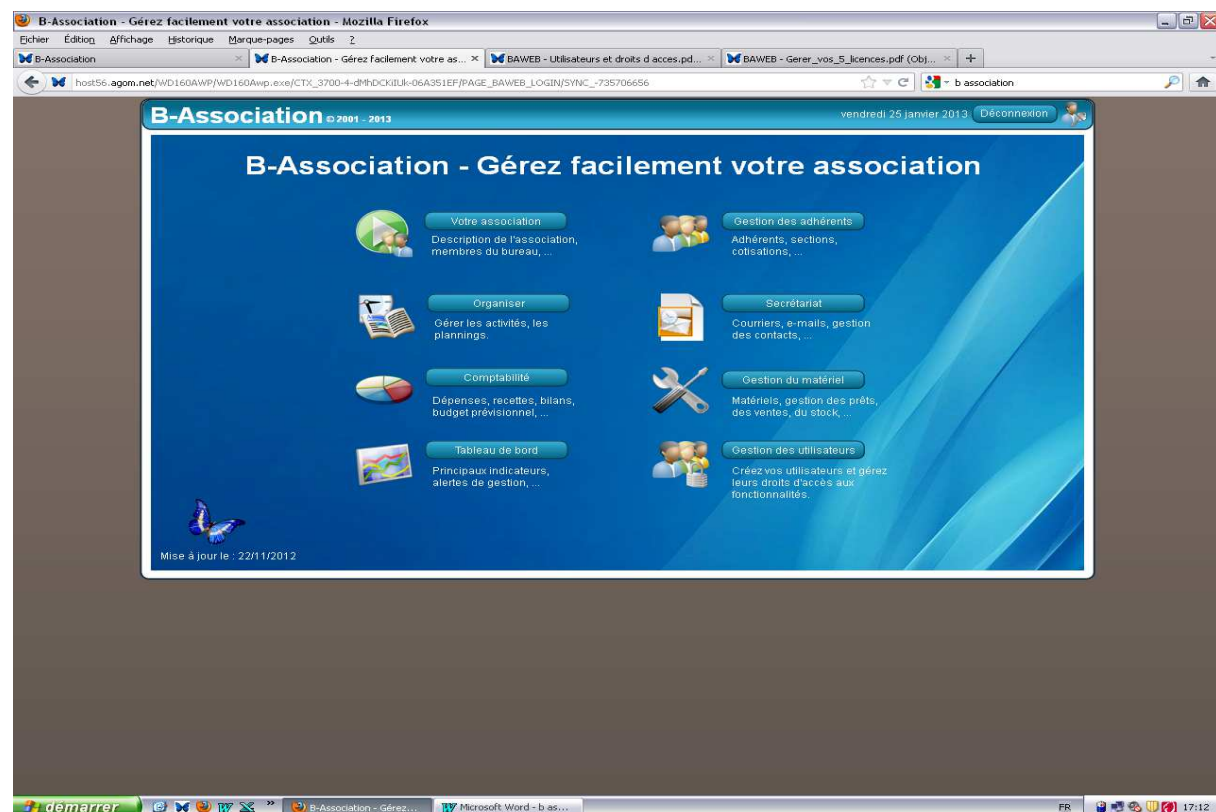 B-Association - Gérez facilement votre association - Mozilla Firefox
Eichier Édition Affichage Historique Marque-pages Outils ?
B-Association
B-Association - Gérez facilement votre as...
BAWEB - Utilisateurs et droits d acces.pd...
BAWEB - Gerer_vos_5_licences.pdf (Obj...
host56.agom.net/WD160AWP/WD160Awp.exe/CTX_3700-4-dMhDCKiIUk-06A351EF/PAGE_BAWEB_LOGIN/SYNC_-735706656
b association
B-Association © 2001 - 2013
vendredi 25 janvier 2013 Déconnexion
B-Association - Gérez facilement votre association
Votre association
Description de l'association,
membres du bureau, ...
Gestion des adhérents
Adhérents, sections,
cotisations, ...
Organiser
Gérer les activités, les
plannings.
Secrétariat
Courriers, e-mails, gestion
des contacts, ...
Comptabilité
Dépenses, recettes, bilans,
budget prévisionnel, ...
Gestion du matériel
Matériels, gestion des prêts,
des ventes, du stock, ...
Tableau de bord
Principaux indicateurs,
alertes de gestion, ...
Gestion des utilisateurs
Créez vos utilisateurs et gérez
leurs droits d'accès aux
fonctionnalités.
Mise à jour le : 22/11/2012
démarrer
B-Association - Gérez...
Microsoft Word - b as...
FR
17:12